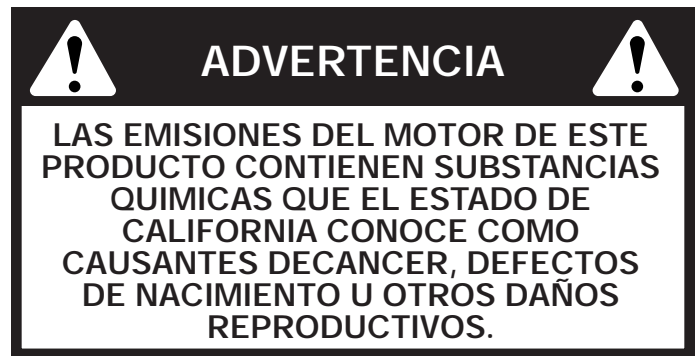 ADVERTENCIA
LAS EMISIONES DEL MOTOR DE ESTE
PRODUCTO CONTIENEN SUBSTANCIAS
QUIMICAS QUE EL ESTADO DE
CALIFORNIA CONOCE COMO
CAUSANTES DECANCER, DEFECTOS
DE NACIMIENTO U OTROS DAÑOS
REPRODUCTIVOS.